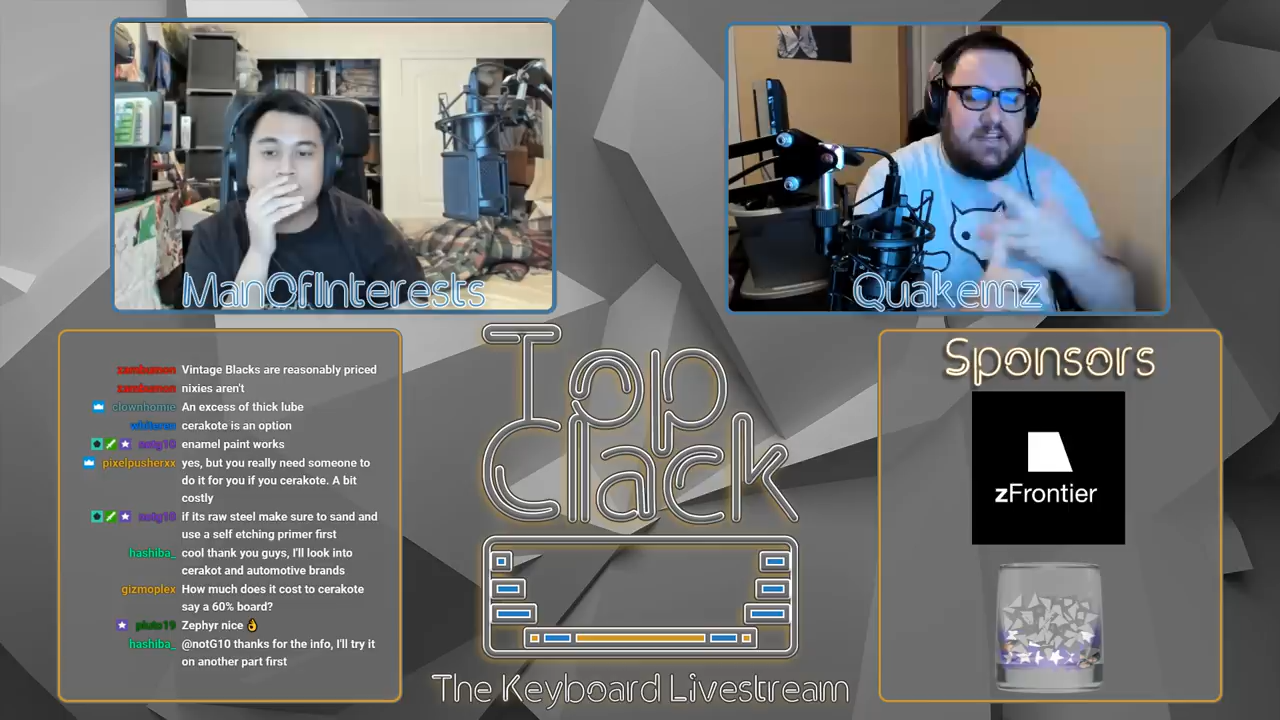 ManOfInterests
Quakemz
Vintage Blacks are reasonably priced
nixies aren't
clownhomie An excess of thick lube
whiteren cerakote is an option
notg10 enamel paint works
pixelpusherxx yes, but you really need someone to
do it for you if you cerakote. A bit
costly
notg10 if its raw steel make sure to sand and
use a self etching primer first
hashiba_ cool thank you guys, I'll look into
cerakot and automotive brands
gizmoplex How much does it cost to cerakote
say a 60% board?
pluto19 Zephyr nice 👌
hashiba_ @notG10 thanks for the info, I'll try it
on another part first
Top
Clack
The Keyboard Livestream
Sponsors
zFrontier